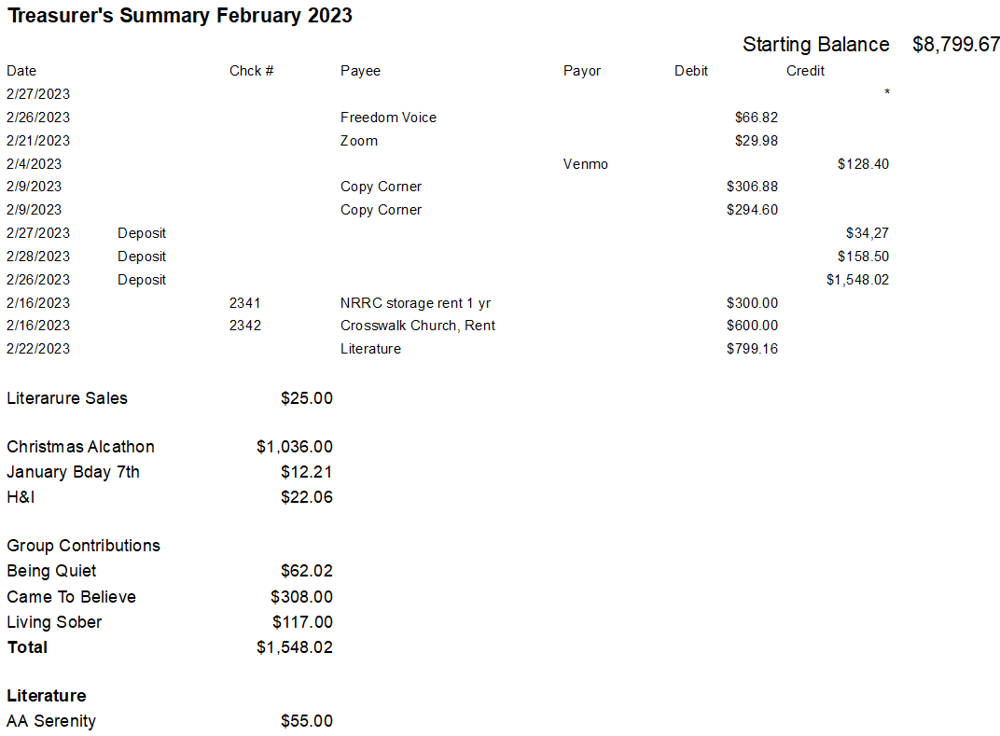 Treasurer's Summary February 2023
Starting Balance $8,799.67
Date Chck # Payee Payor Debit Credit
2/27/2023 *
2/26/2023 Freedom Voice $66.82
2/21/2023 Zoom $29.98
2/4/2023 Venmo $128.40
2/9/2023 Copy Corner $306.88
2/9/2023 Copy Corner $294.60
2/27/2023 Deposit $34,27
2/28/2023 Deposit $158.50
2/26/2023 Deposit $1,548.02
2/16/2023 2341 NRRC storage rent 1 yr $300.00
2/16/2023 2342 Crosswalk Church, Rent $600.00
2/22/2023 Literature $799.16
Literarure Sales $25.00
Christmas Alcathon $1,036.00
January Bday 7th $12.21
H&I $22.06
Group Contributions
Being Quiet $62.02
Came To Believe $308.00
Living Sober $117.00
Total $1,548.02
Literature
AA Serenity $55.00